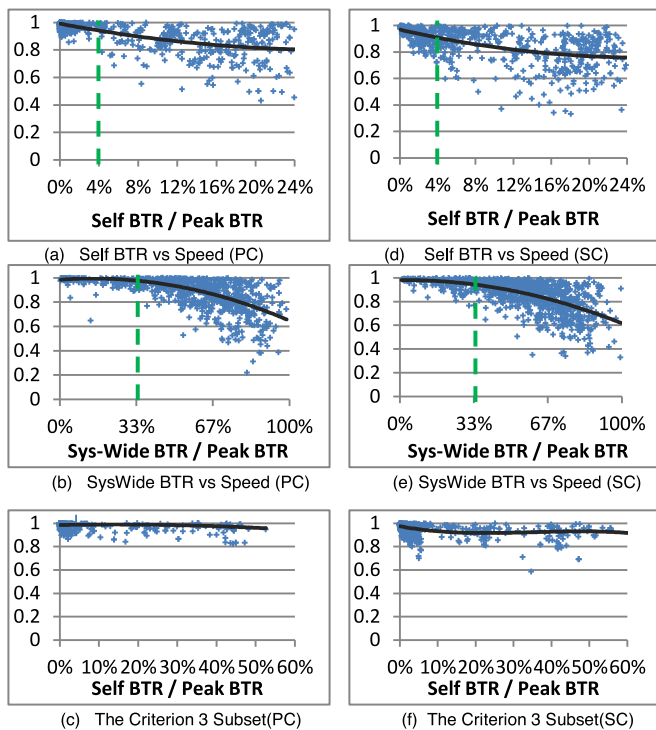 1
0.8
0.6
0.4
0.2
0
0% 4% 8% 12% 16% 20% 24%
Self BTR / Peak BTR
(a) Self BTR vs Speed (PC)
1
0.8
0.6
0.4
0.2
0
0% 4% 8% 12% 16% 20% 24%
Self BTR / Peak BTR
(d) Self BTR vs Speed (SC)
1
0.8
0.6
0.4
0.2
0
0% 33% 67% 100%
Sys-Wide BTR / Peak BTR
(b) SysWide BTR vs Speed (PC)
1
0.8
0.6
0.4
0.2
0
0% 33% 67% 100%
Sys-Wide BTR / Peak BTR
(e) SysWide BTR vs Speed (SC)
1
0.8
0.6
0.4
0.2
0
0% 10% 20% 30% 40% 50% 60%
Self BTR / Peak BTR
(c) The Criterion 3 Subset(PC)
1
0.8
0.6
0.4
0.2
0
0% 10% 20% 30% 40% 50% 60%
Self BTR / Peak BTR
(f) The Criterion 3 Subset(SC)